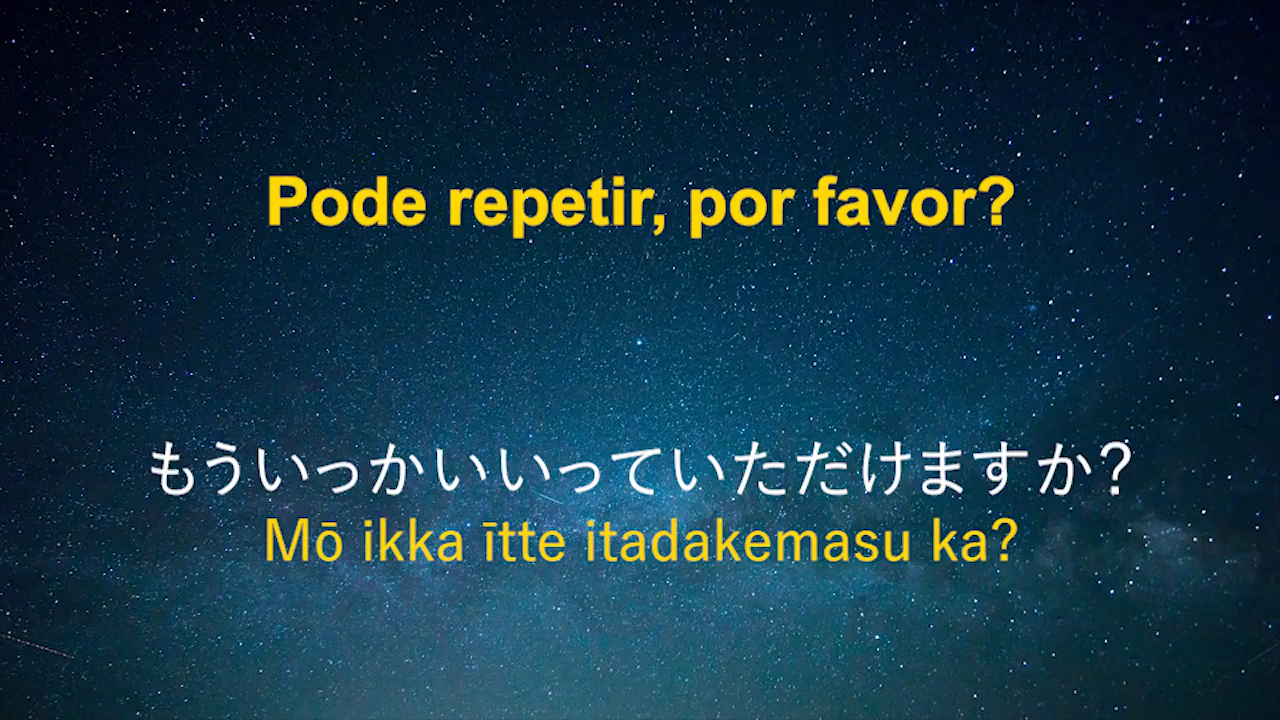 Pode repetir, por favor?
もういっかいいっていただけますか?
Mō ikka ītte itadakemasu ka?